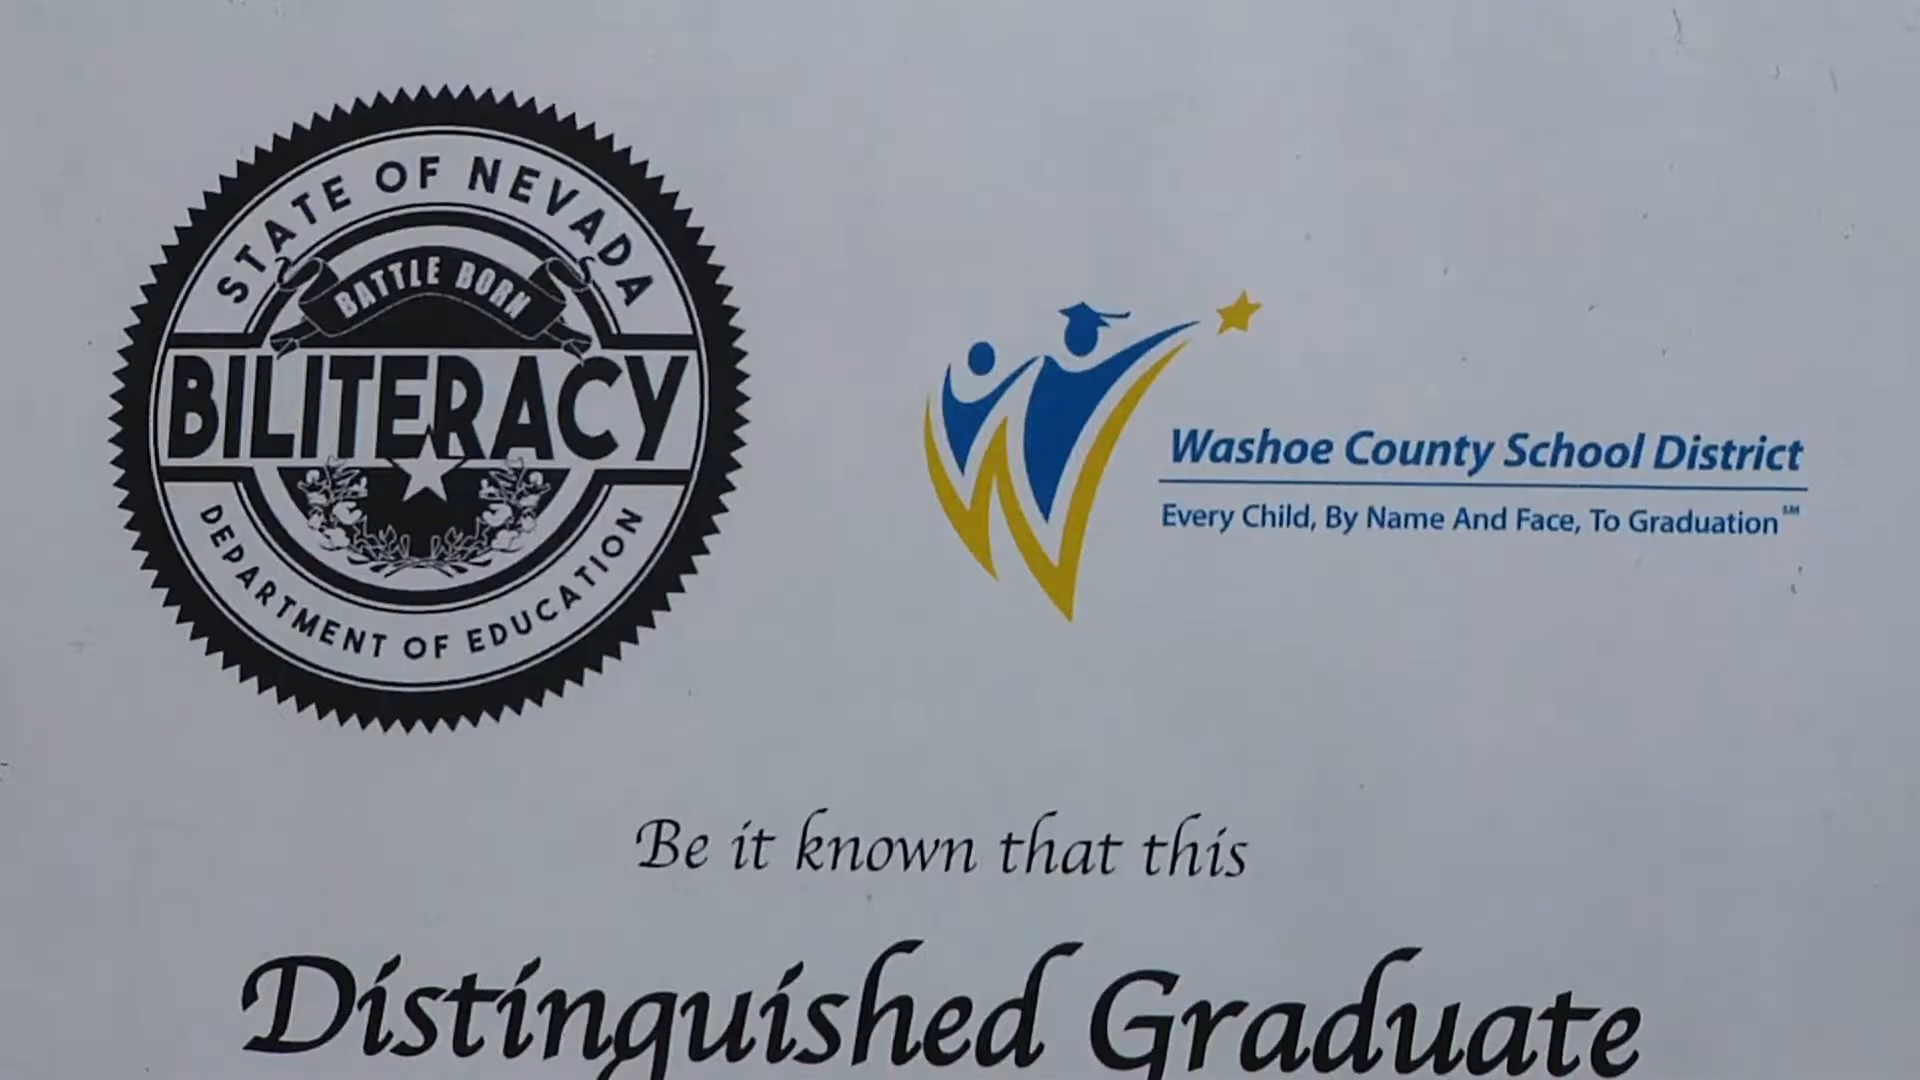 STATE OF NEVADA
BATTLE BORN
BILITERACY
DEPARTMENT OF EDUCATION
Washoe County School District
Every Child, By Name And Face, To Graduation℠
Be it known that this
Distinguished Graduate